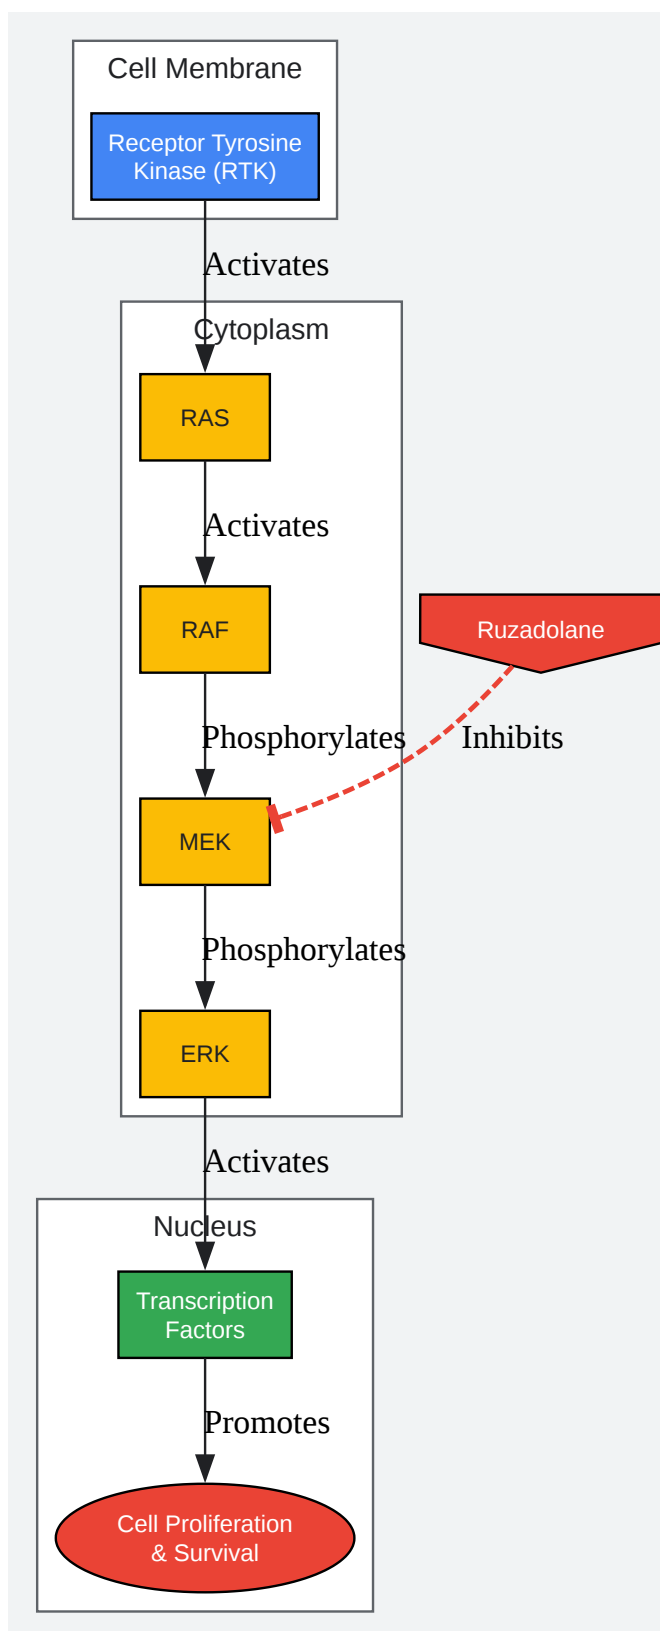 Cell Membrane
Receptor Tyrosine
Kinase (RTK)
Activates
Cytoplasm
RAS
Activates
RAF
Ruzadolane
Phosphorylates
Inhibits
MEK
Phosphorylates
ERK
Activates
Nucleus
Transcription
Factors
Promotes
Cell Proliferation
& Survival